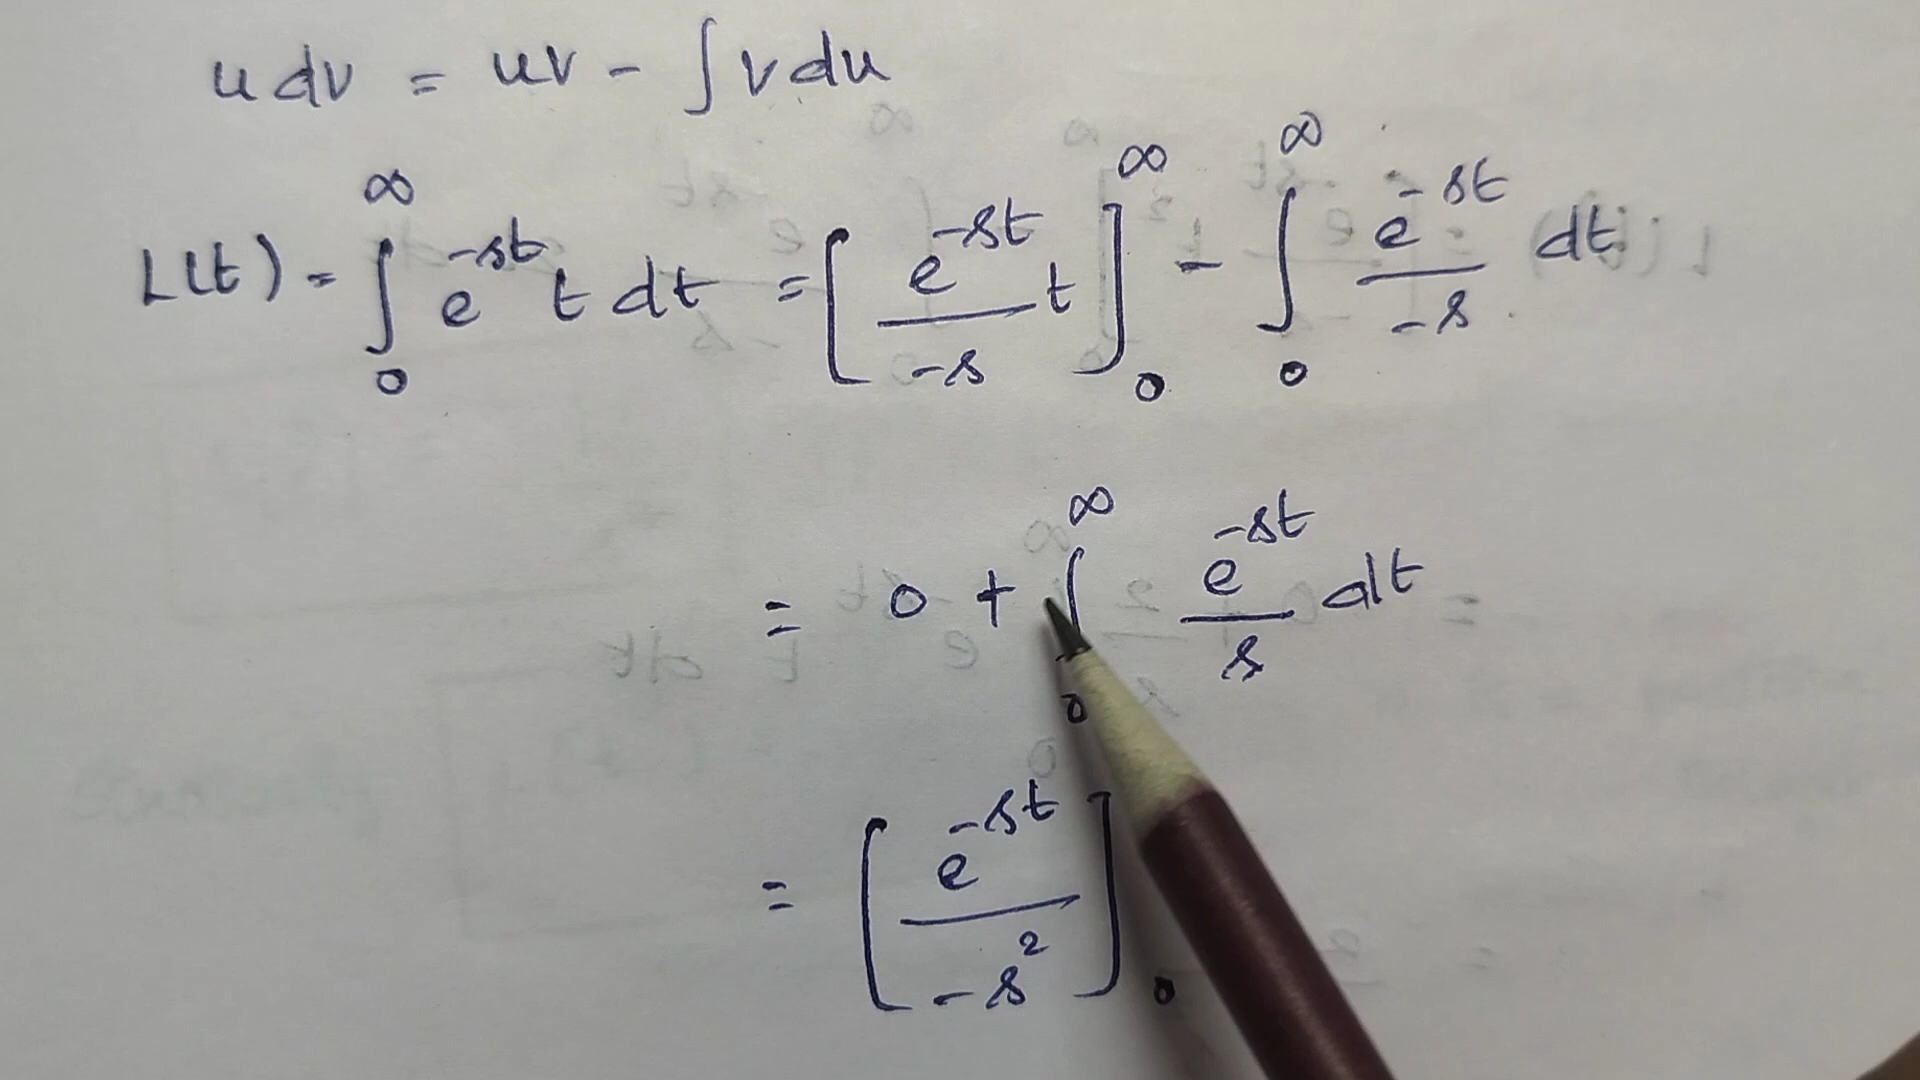 u dv = uv - ∫ v du
L(t) = ∫₀^∞ e^{-st} t dt = [ e^{-st}/-s t ]₀^∞ - ∫₀^∞ e^{-st}/-s dt
= 0 + ∫₀^∞ e^{-st}/s dt
= [ e^{-st}/-s² ]₀